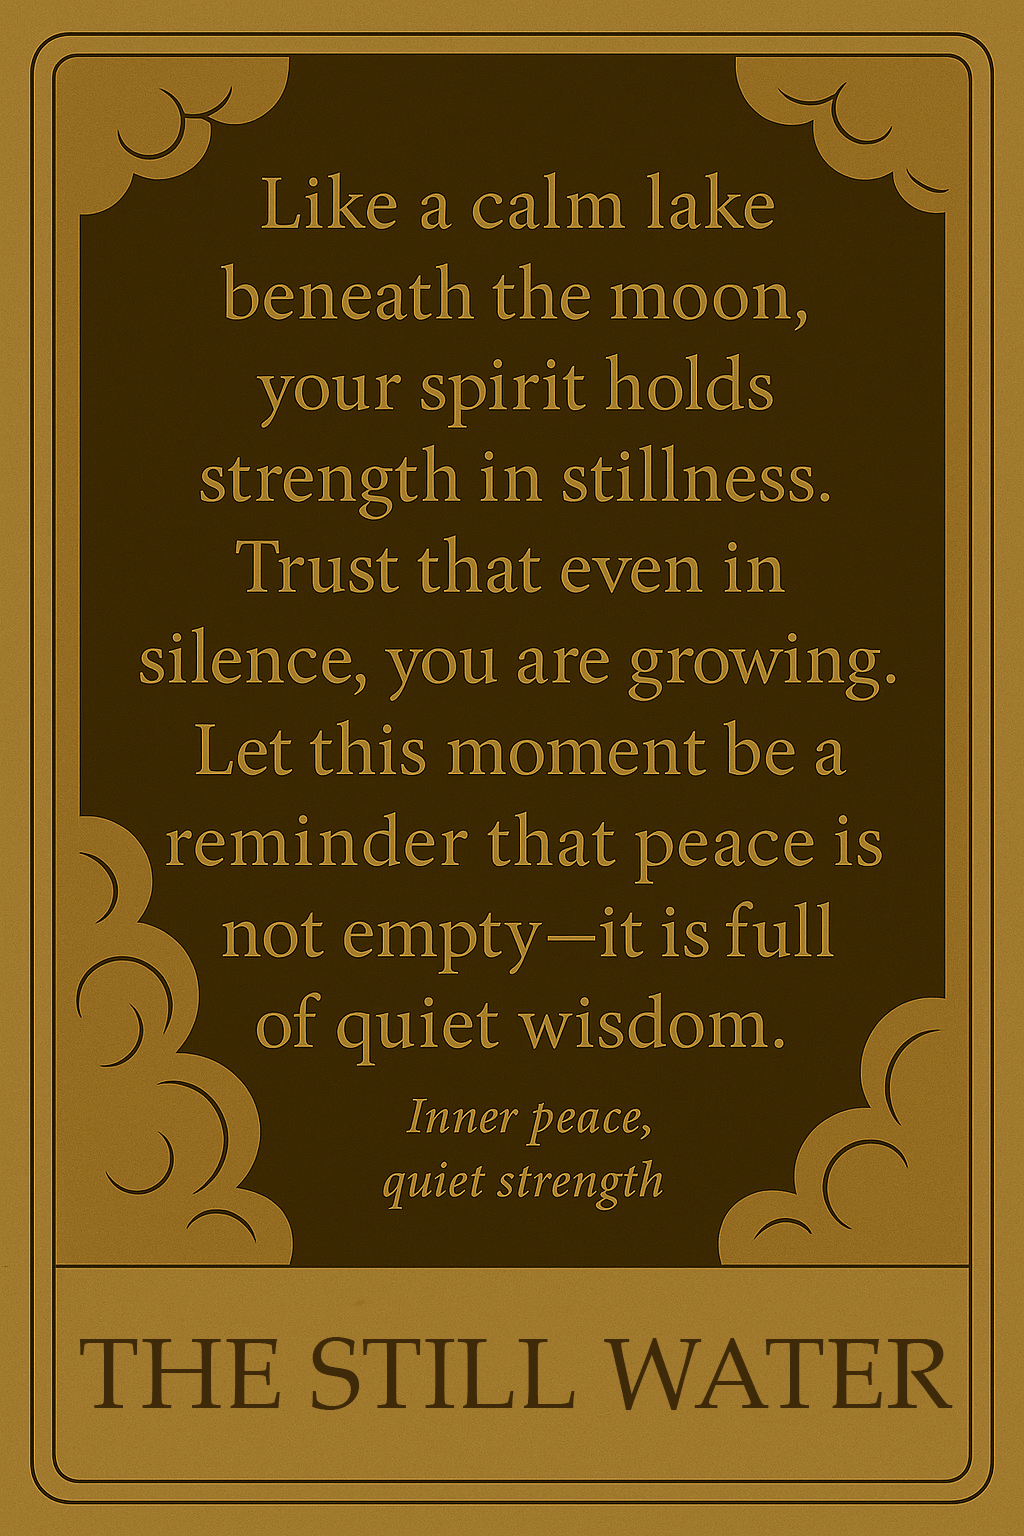 Like a calm lake
beneath the moon,
your spirit holds
strength in stillness.
Trust that even in
silence, you are growing.
Let this moment be a
reminder that peace is
not empty—it is full
of quiet wisdom.
Inner peace,
quiet strength
THE STILL WATER